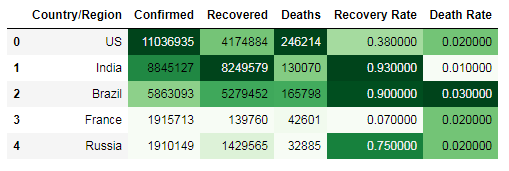 Country/Region Confirmed Recovered Deaths Recovery Rate Death Rate
0 US 11036935 4174884 246214 0.380000 0.020000
1 India 8845127 8249579 130070 0.930000 0.010000
2 Brazil 5863093 5279452 165798 0.900000 0.030000
3 France 1915713 139760 42601 0.070000 0.020000
4 Russia 1910149 1429565 32885 0.750000 0.020000